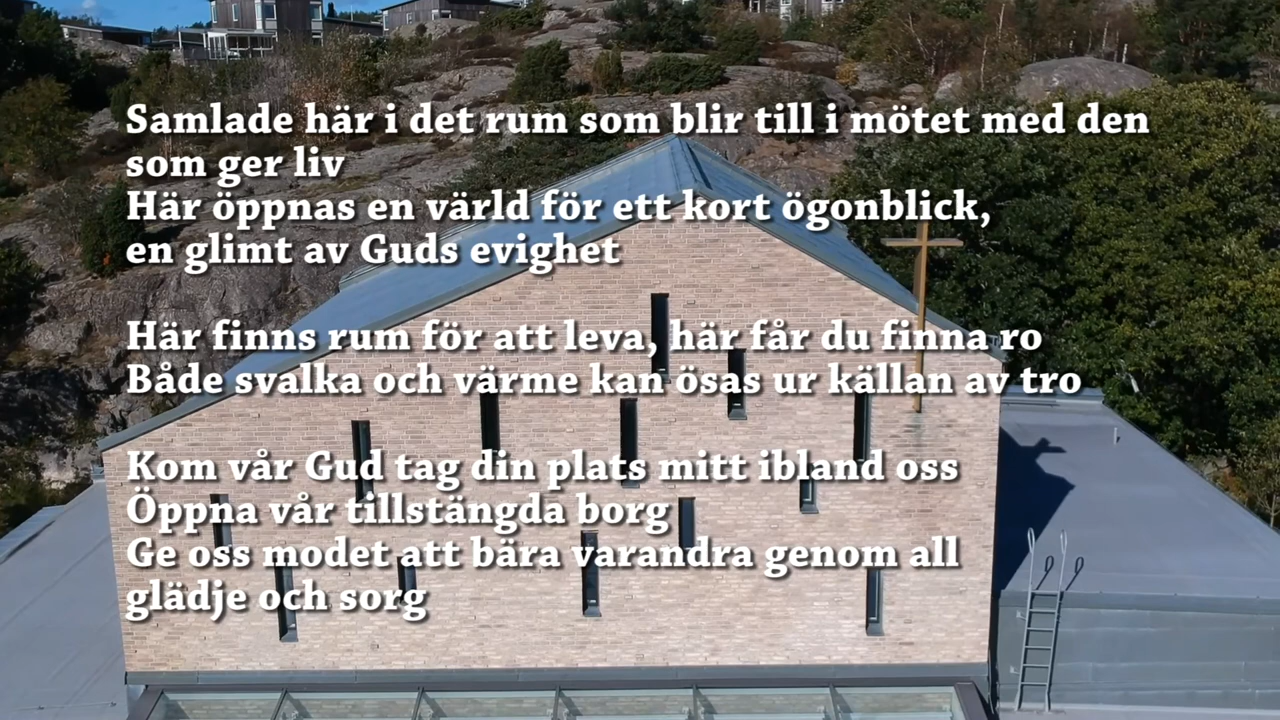 Samlade här i det rum som blir till i mötet med den
som ger liv
Här öppnas en värld för ett kort ögonblick,
en glimt av Guds evighet
Här finns rum för att leva, här får du finna ro
Både svalka och värme kan ösas ur källan av tro
Kom vår Gud tag din plats mitt ibland oss
Öppna vår tillstängda borg
Ge oss modet att bära varandra genom all
glädje och sorg